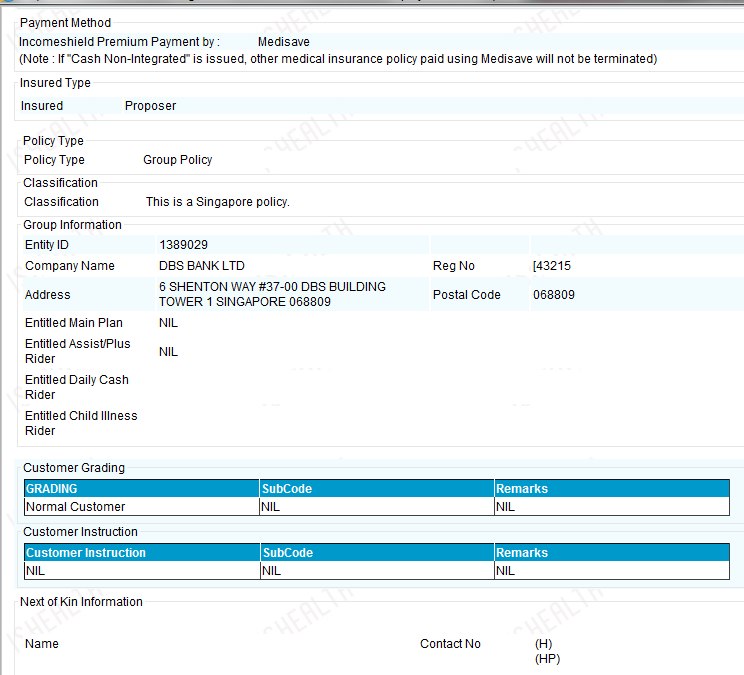 Payment Method
Incomeshield Premium Payment by : Medisave
(Note : If "Cash Non-Integrated" is issued, other medical insurance policy paid using Medisave will not be terminated)
Insured Type
Insured Proposer
Policy Type
Policy Type Group Policy
Classification
Classification This is a Singapore policy.
Group Information
Entity ID 1389029
Company Name DBS BANK LTD Reg No [43215
Address 6 SHENTON WAY #37-00 DBS BUILDING
TOWER 1 SINGAPORE 068809 Postal Code 068809
Entitled Main Plan NIL
Entitled Assist/Plus
Rider NIL
Entitled Daily Cash
Rider
Entitled Child Illness
Rider
Customer Grading
GRADING SubCode Remarks
Normal Customer NIL NIL
Customer Instruction
Customer Instruction SubCode Remarks
NIL NIL NIL
Next of Kin Information
Name Contact No (H)
(HP)